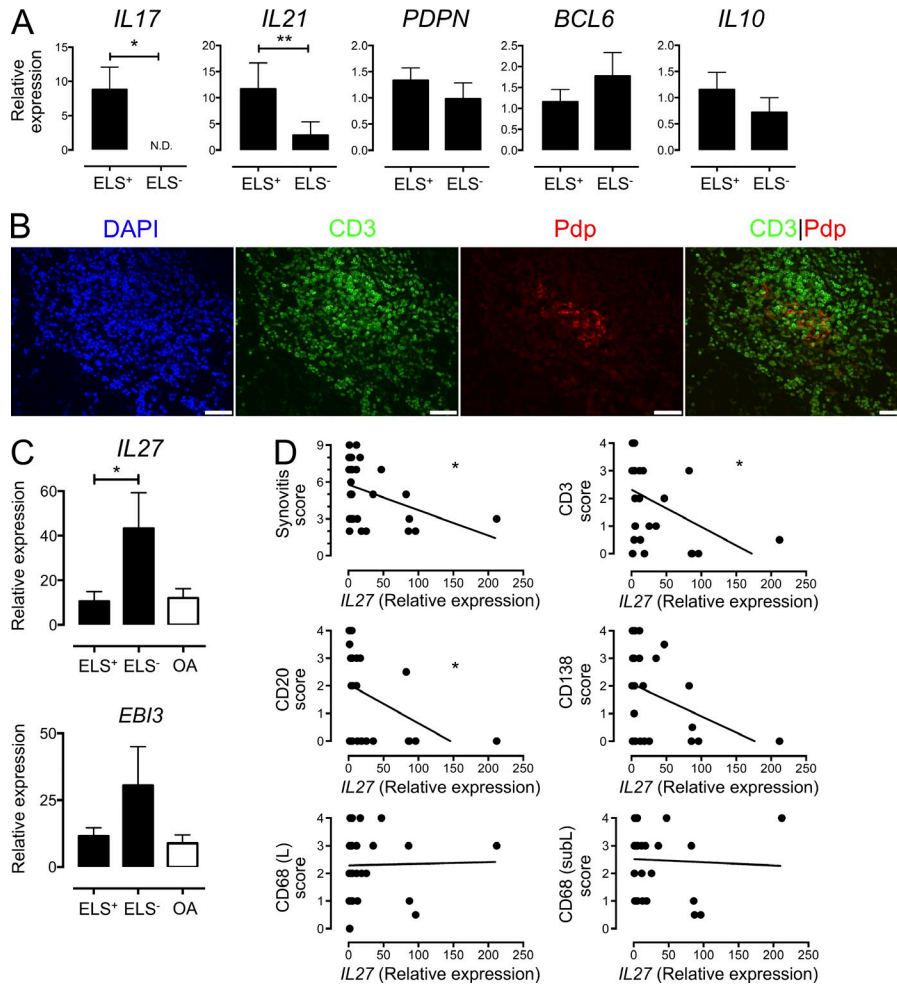 A
IL17
IL21
PDPN
BCL6
IL10
Relative
expression
15
10
5
0
*
N.D.
ELS⁺ ELS⁻
20
15
10
5
0
**
ELS⁺ ELS⁻
2.0
1.5
1.0
0.5
0.0
ELS⁺ ELS⁻
2.5
2.0
1.5
1.0
0.5
0.0
ELS⁺ ELS⁻
2.0
1.5
1.0
0.5
0.0
ELS⁺ ELS⁻
B
DAPI
CD3
Pdp
CD3|Pdp
C
IL27
Relative expression
60
40
20
0
*
ELS⁺ ELS⁻ OA
EBI3
Relative expression
50
25
0
ELS⁺ ELS⁻ OA
D
Synovitis
score
9
6
3
0
*
0 50 100 150 200 250
IL27 (Relative expression)
CD3
score
4
3
2
1
0
*
0 50 100 150 200 250
IL27 (Relative expression)
CD20
score
4
3
2
1
0
*
0 50 100 150 200 250
IL27 (Relative expression)
CD138
score
4
3
2
1
0
0 50 100 150 200 250
IL27 (Relative expression)
CD68 (L)
score
4
3
2
1
0
0 50 100 150 200 250
IL27 (Relative expression)
CD68 (subL)
score
4
3
2
1
0
0 50 100 150 200 250
IL27 (Relative expression)